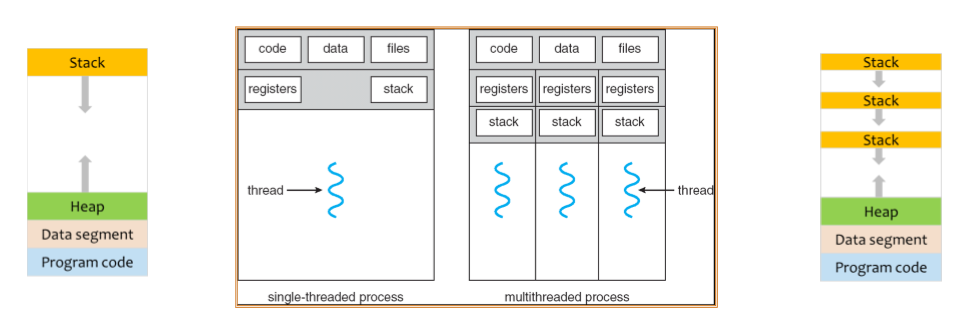 Stack
Heap
Data segment
Program code
code data files
registers stack
thread
single-threaded process
code data files
registers registers registers
stack stack stack
thread
multithreaded process
Stack
Stack
Stack
Heap
Data segment
Program code